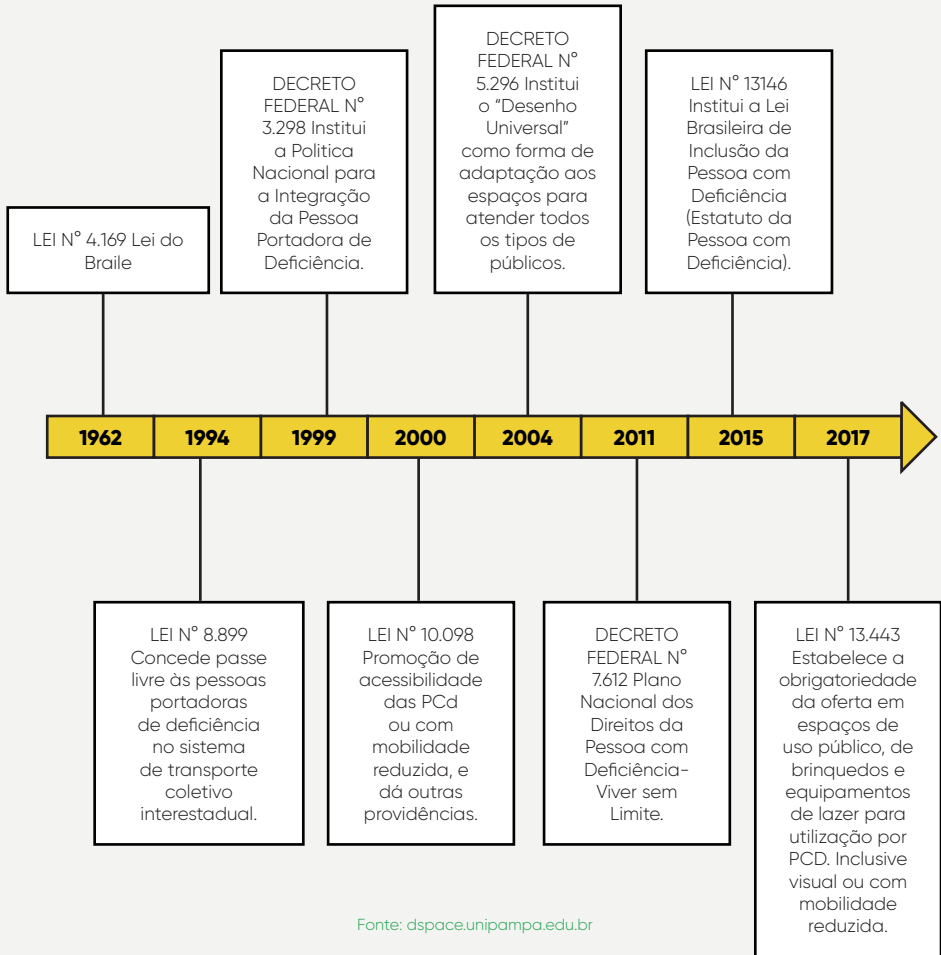 LEI N° 4.169 Lei do
Braile
DECRETO
FEDERAL N°
3.298 Institui
a Politica
Nacional para
a Integração
da Pessoa
Portadora de
Deficiência.
DECRETO
FEDERAL N°
5.296 Institui
o “Desenho
Universal”
como forma de
adaptação aos
espaços para
atender todos
os tipos de
públicos.
LEI N° 13146
Institui a Lei
Brasileira de
Inclusão da
Pessoa com
Deficiência
(Estatuto da
Pessoa com
Deficiência).
1962 1994 1999 2000 2004 2011 2015 2017
LEI N° 8.899
Concede passe
livre às pessoas
portadoras
de deficiência
no sistema
de transporte
coletivo
interestadual.
LEI N° 10.098
Promoção de
acessibilidade
das PCd
ou com
mobilidade
reduzida, e
dá outras
providências.
DECRETO
FEDERAL N°
7.612 Plano
Nacional dos
Direitos da
Pessoa com
Deficiência-
Viver sem
Limite.
LEI N° 13.443
Estabelece a
obrigatoriedade
da oferta em
espaços de
uso público, de
brinquedos e
equipamentos
de lazer para
utilização por
PCD. Inclusive
visual ou com
mobilidade
reduzida.
Fonte: dspace.unipampa.edu.br